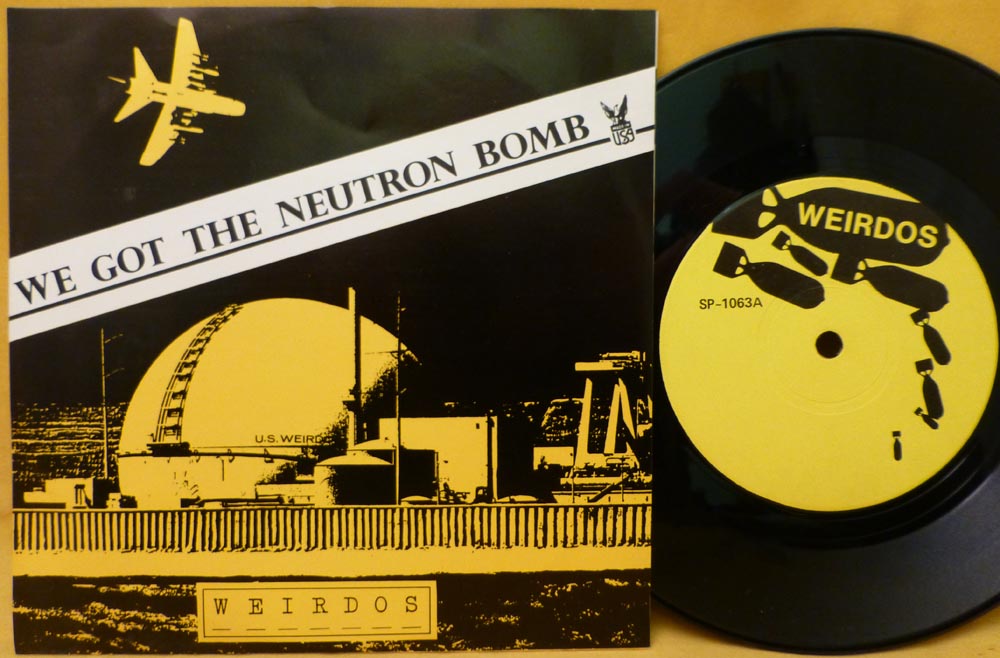 WE GOT THE NEUTRON BOMB
U.S. WEIRD
WEIRDOS
WEIRDOS
SP-1063A